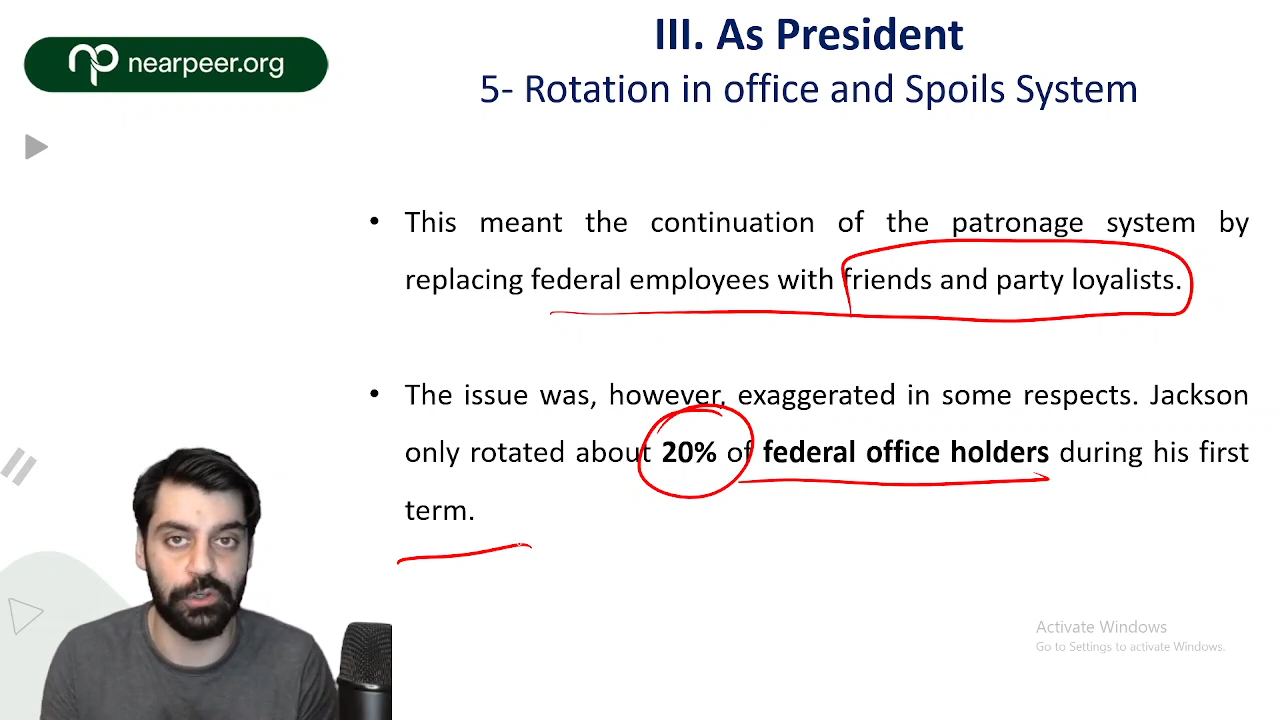 III. As President
nearpeer.org
5- Rotation in office and Spoils System
• This meant the continuation of the patronage system by
replacing federal employees with friends and party loyalists.
• The issue was, however, exaggerated in some respects. Jackson
only rotated about 20% of federal office holders during his first
term.
Activate Windows
Go to Settings to activate Windows.